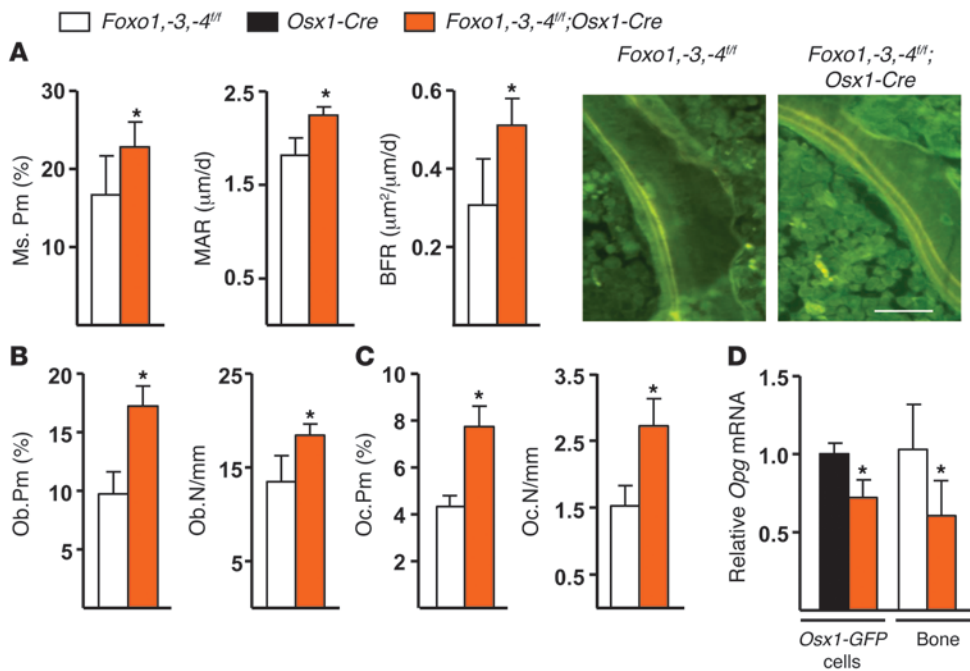 Foxo1,-3,-4f/f Osx1-Cre Foxo1,-3,-4f/f;Osx1-Cre
A
Foxo1,-3,-4f/f
Foxo1,-3,-4f/f;
Osx1-Cre
Ms. Pm (%)
30
20
10
*
MAR (µm/d)
2.5
1.5
0.5
*
BFR (µm²/µm/d)
0.6
0.4
0.2
*
B
Ob.Pm (%)
20
15
10
5
*
Ob.N/mm
25
15
5
*
C
Oc.Pm (%)
8
6
4
2
*
Oc.N/mm
3.5
2.5
1.5
0.5
*
D
Relative Opg mRNA
1.5
1.0
0.5
*
*
Osx1-GFP
cells
Bone